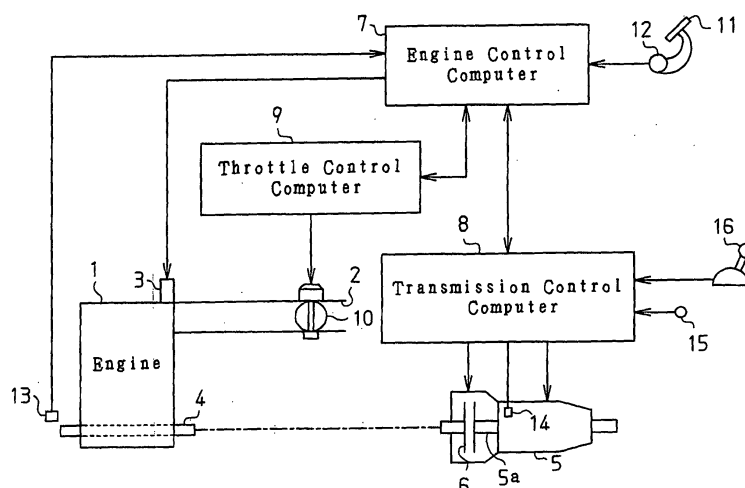 7
11
12
Engine Control
Computer
9
Throttle Control
Computer
8
16
1
3
2
Transmission Control
Computer
10
15
Engine
13
4
14
6
5a
5